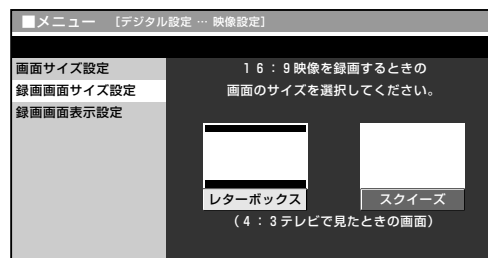 ■メニュー [デジタル設定 … 映像設定]
画面サイズ設定
録画画面サイズ設定
録画画面表示設定
16：9映像を録画するときの
画面のサイズを選択してください。
レターボックス
スクイーズ
（4：3テレビで見たときの画面）